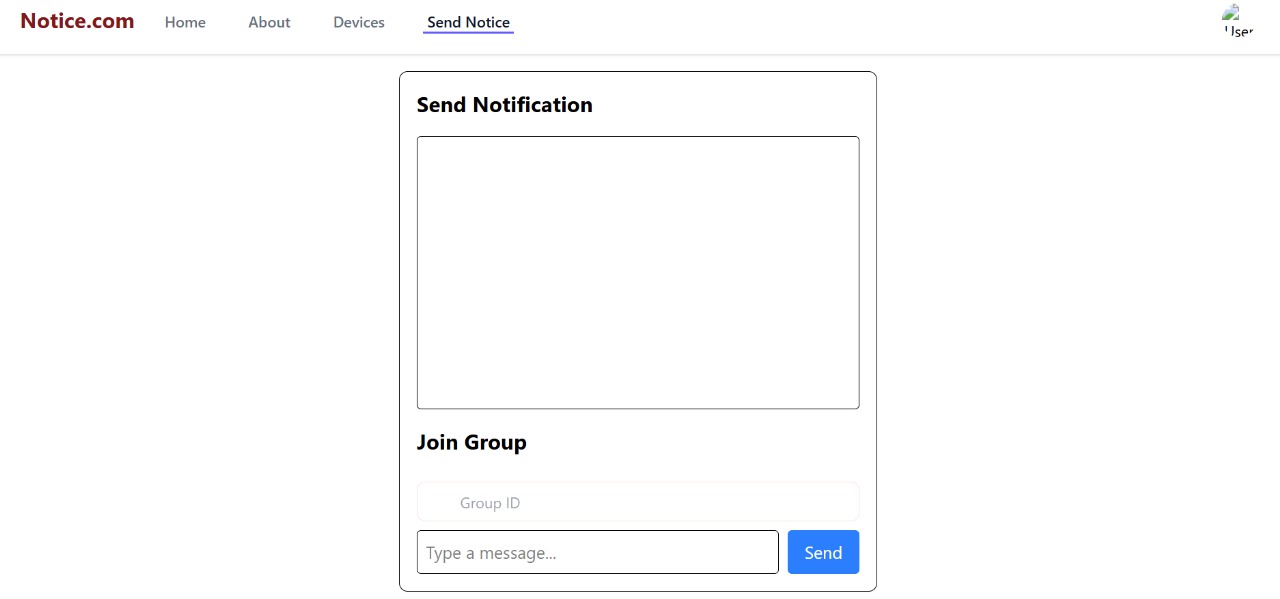 Notice.com Home About Devices Send Notice
User
Send Notification
Join Group
Group ID
Type a message... Send